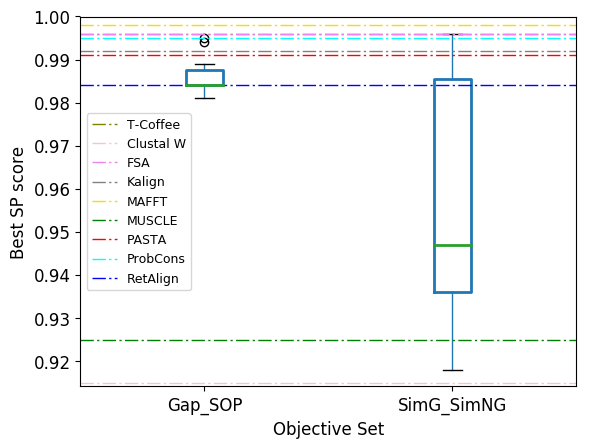 1.00
0.99
0.98
0.97
0.96
0.95
0.94
0.93
0.92
Best SP score
T-Coffee
Clustal W
FSA
Kalign
MAFFT
MUSCLE
PASTA
ProbCons
RetAlign
Gap_SOP
SimG_SimNG
Objective Set